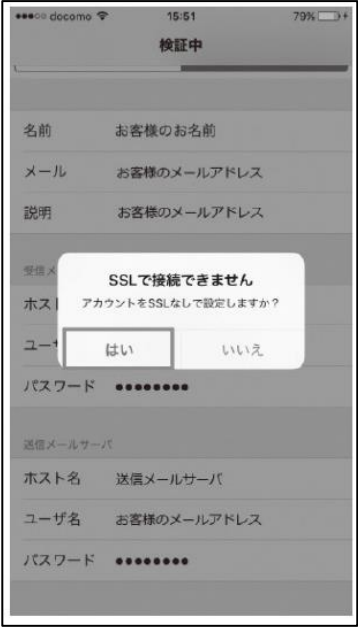 docomo 15:51 79%
検証中
名前 お客様のお名前
メール お客様のメールアドレス
説明 お客様のメールアドレス
受信メ
SSLで接続できません
アカウントをSSLなしで設定しますか?
ホス
はい いいえ
ユー
パスワード ●●●●●●●●
送信メールサーバ
ホスト名 送信メールサーバ
ユーザ名 お客様のメールアドレス
パスワード ●●●●●●●●